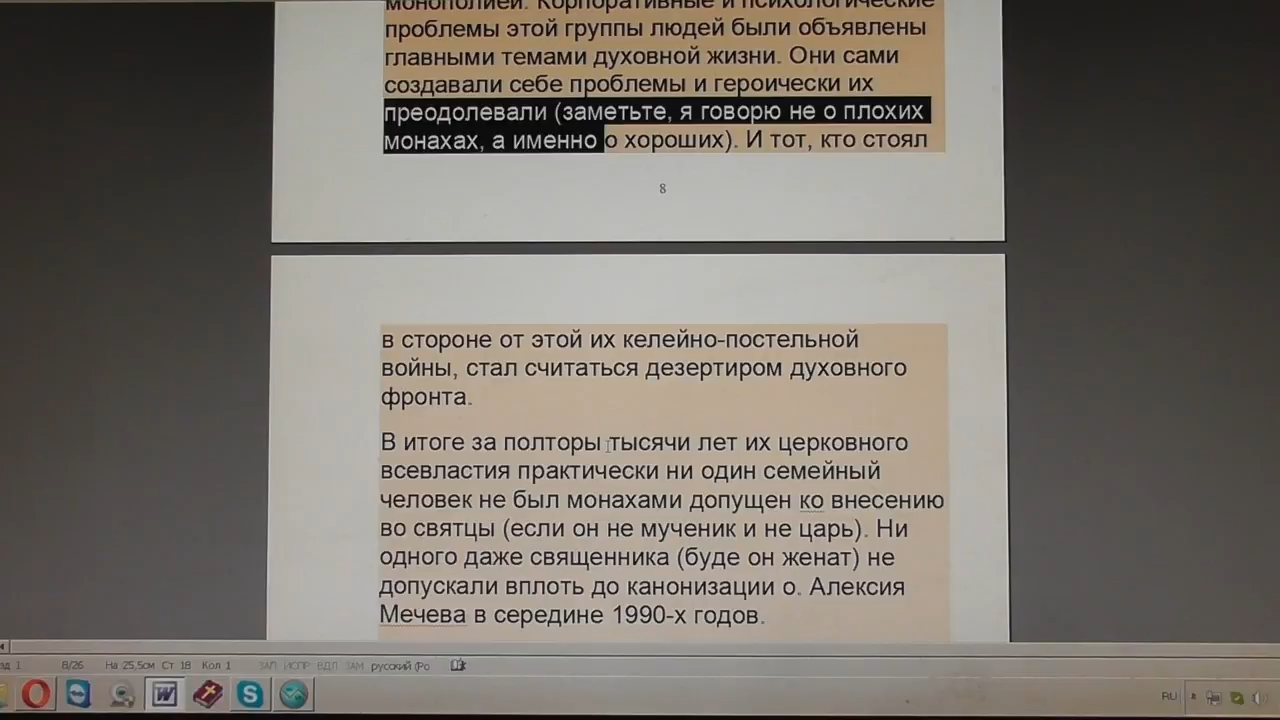 монополией. Корпоративные и психологические
проблемы этой группы людей были объявлены
главными темами духовной жизни. Они сами
создавали себе проблемы и героически их
преодолевали (заметьте, я говорю не о плохих
монахах, а именно о хороших). И тот, кто стоял
8
в стороне от этой их келейно-постельной
войны, стал считаться дезертиром духовного
фронта.
В итоге за полторы тысячи лет их церковного
всевластия практически ни один семейный
человек не был монахами допущен ко внесению
во святцы (если он не мученик и не царь). Ни
одного даже священника (буде он женат) не
допускали вплоть до канонизации о. Алексия
Мечева в середине 1990-х годов.
зд 1 8/26 На 25,5см Ст 18 Кол 1 ЗАП ИСПР ВДЛ ЗАМ русский (Ро
RU